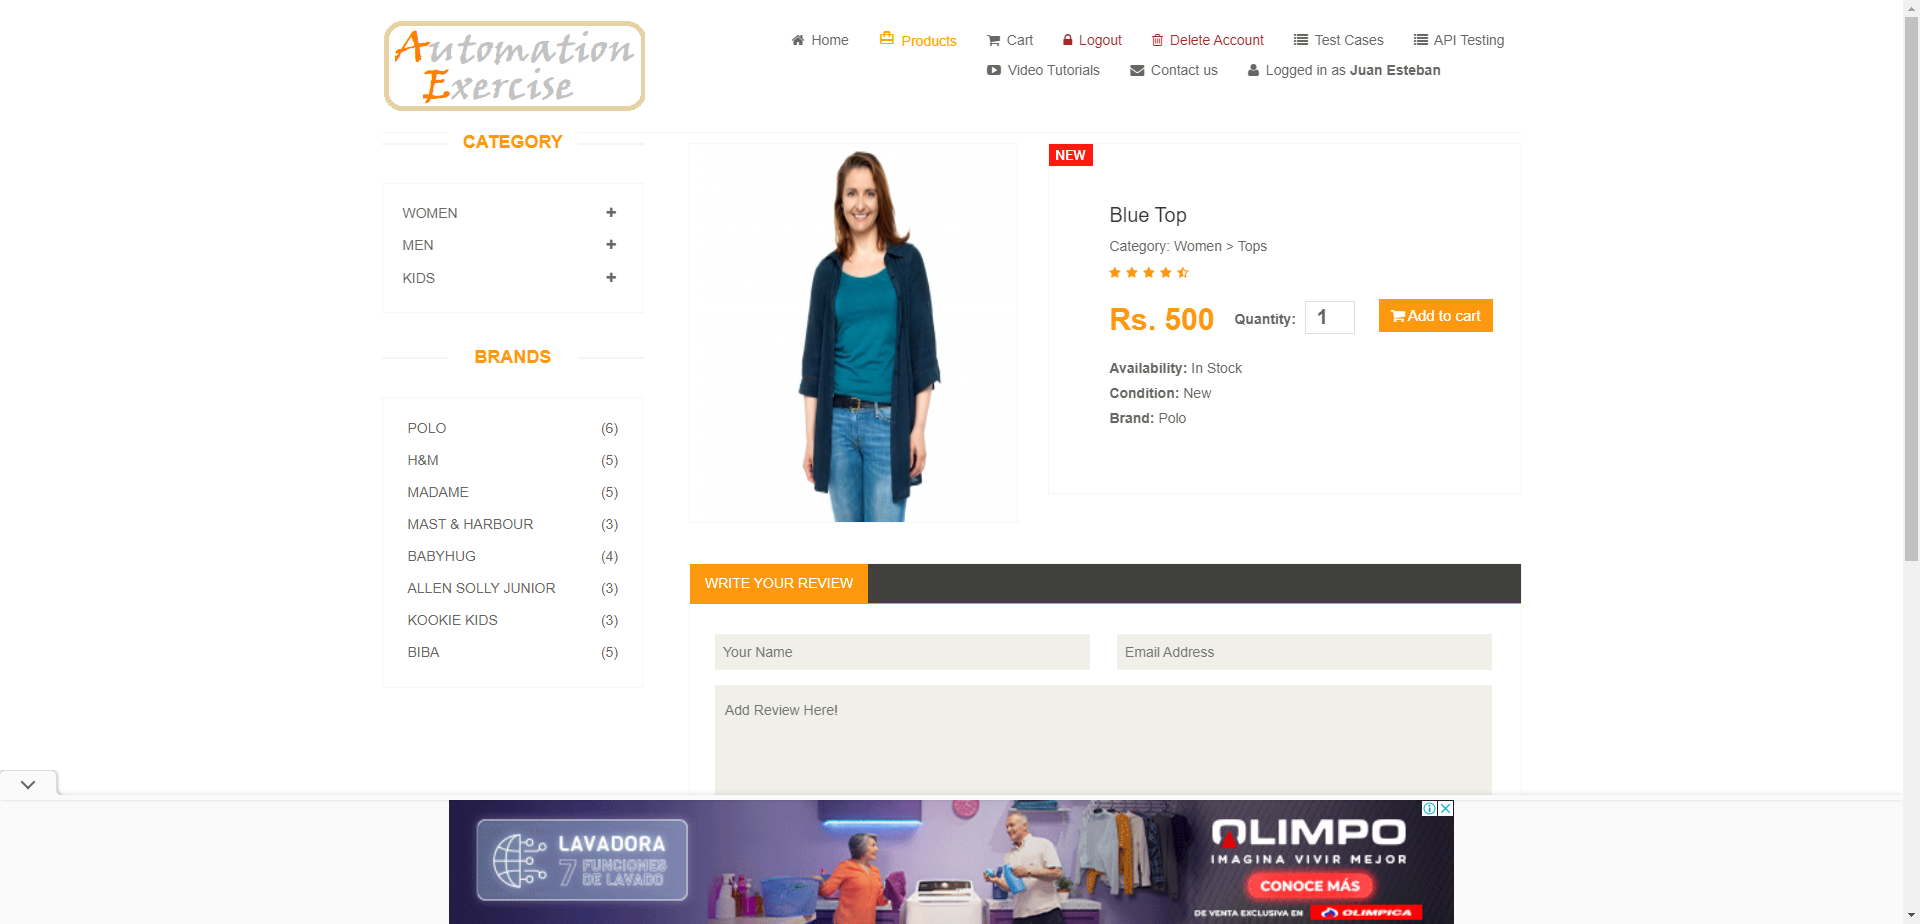 Automation
Exercise
Home
Products
Cart
Logout
Delete Account
Test Cases
API Testing
Video Tutorials
Contact us
Logged in as Juan Esteban
CATEGORY
WOMEN
MEN
KIDS
BRANDS
POLO (6)
H&M (5)
MADAME (5)
MAST & HARBOUR (3)
BABYHUG (4)
ALLEN SOLLY JUNIOR (3)
KOOKIE KIDS (3)
BIBA (5)
NEW
Blue Top
Category: Women > Tops
Rs. 500 Quantity: 1 Add to cart
Availability: In Stock
Condition: New
Brand: Polo
WRITE YOUR REVIEW
Your Name
Email Address
Add Review Here!
LAVADORA
7 FUNCIONES
DE LAVADO
OLIMPO
IMAGINA VIVIR MEJOR
CONOCE MÁS
DE VENTA EXCLUSIVA EN OLIMPICA